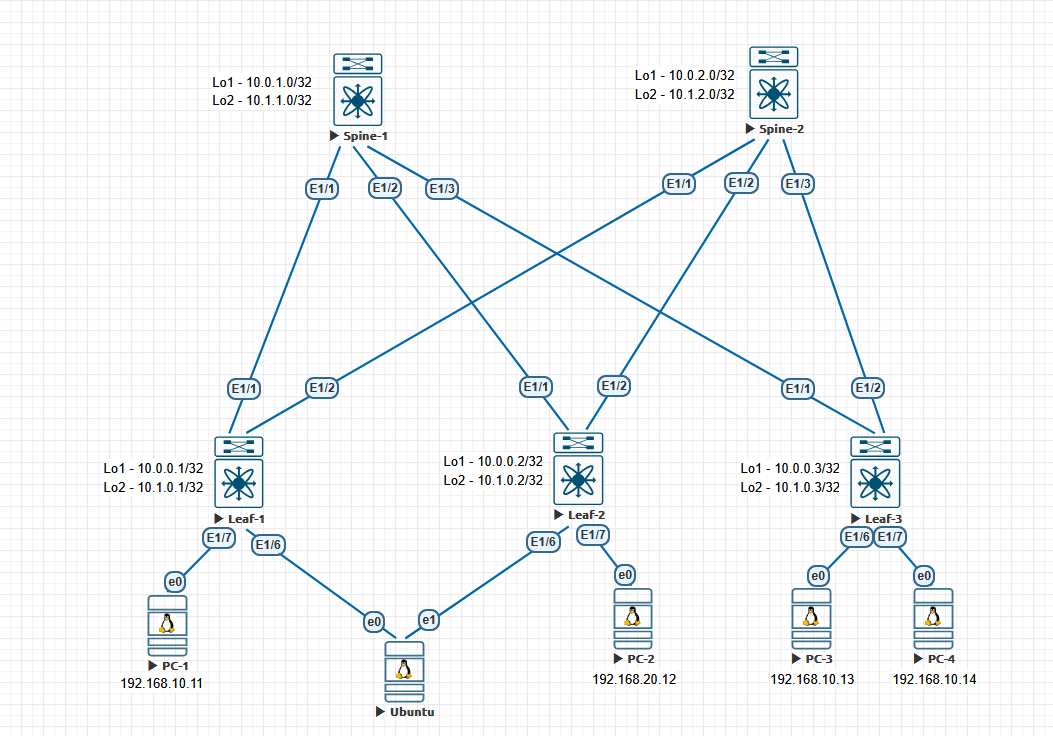 Lo1 - 10.0.1.0/32
Lo2 - 10.1.1.0/32
Spine-1
Lo1 - 10.0.2.0/32
Lo2 - 10.1.2.0/32
Spine-2
E1/1
E1/2
E1/3
E1/1
E1/2
E1/3
E1/1
E1/2
E1/1
E1/2
E1/1
E1/2
Lo1 - 10.0.0.1/32
Lo2 - 10.1.0.1/32
Leaf-1
Lo1 - 10.0.0.2/32
Lo2 - 10.1.0.2/32
Leaf-2
Lo1 - 10.0.0.3/32
Lo2 - 10.1.0.3/32
Leaf-3
E1/7
E1/6
E1/6
E1/7
E1/6
E1/7
e0
e0
e1
e0
e0
e0
PC-1
192.168.10.11
Ubuntu
PC-2
192.168.20.12
PC-3
192.168.10.13
PC-4
192.168.10.14